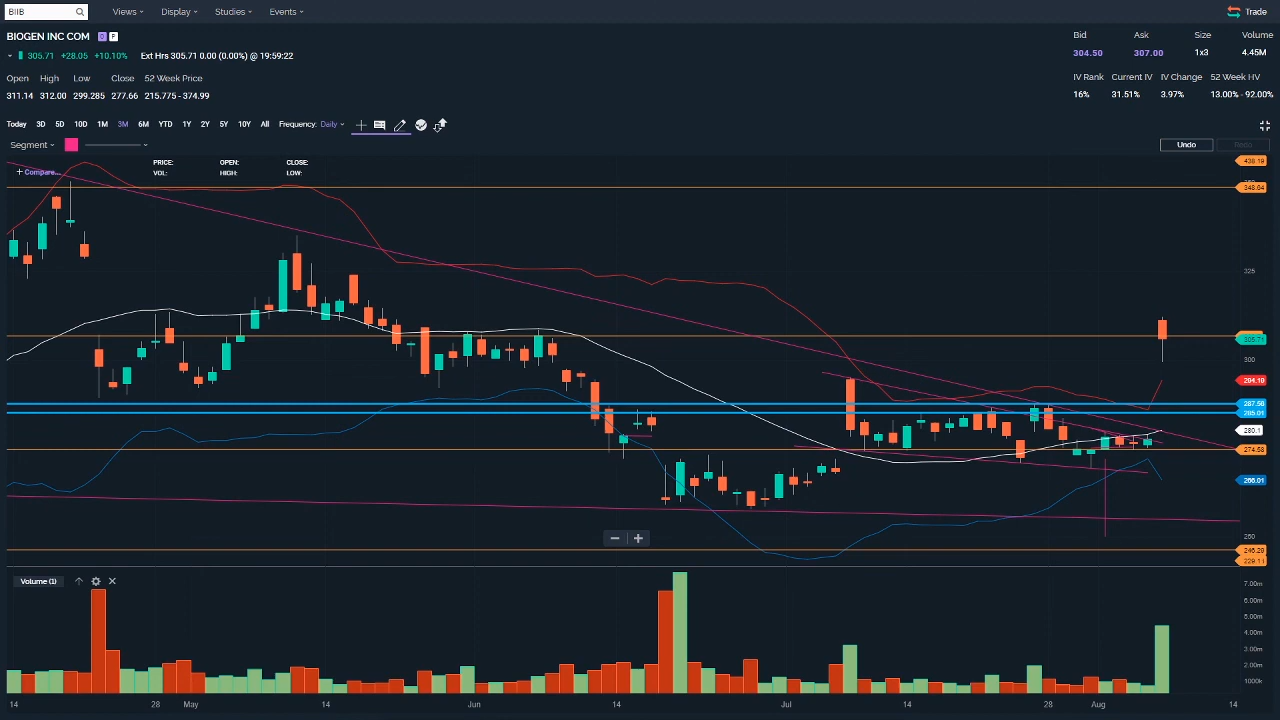 BIIB Views Display Studies Events Trade
BIOGEN INC COM D P
305.71 +28.05 +10.10% Ext Hrs 305.71 0.00 (0.00%) @ 19:59:22
Bid Ask Size Volume
304.50 307.00 1x3 4.45M
Open High Low Close 52 Week Price
311.14 312.00 299.285 277.66 215.775 - 374.99
IV Rank Current IV IV Change 52 Week HV
16% 31.51% 3.97% 13.00% - 92.00%
Today 3D 5D 10D 1M 3M 6M YTD 1Y 2Y 5Y 10Y All Frequency: Daily
Segment Undo Redo
+ Compare...
PRICE: OPEN: CLOSE:
VOL: HIGH: LOW:
438.19
348.64
325
305.71
300
294.19
287.50
285.01
280.1
274.58
266.01
250
246.29
Volume (1)
7.00m
6.00m
5.00m
4.00m
3.00m
2.00m
1000k
14 28 May 14 Jun 14 Jul 14 28 Aug 14